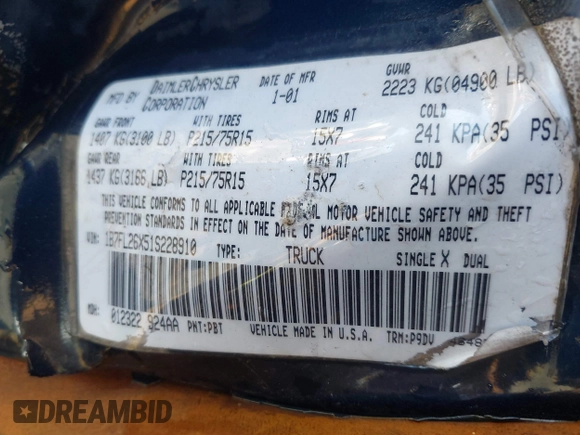 MFD BY DAIMLERCHRYSLER CORPORATION
DATE OF MFR 1-01
GVWR 2223 KG(04900 LB)
GAWR FRONT WITH TIRES RIMS AT COLD
1407 KG(3100 LB) P215/75R15 15X7 241 KPA(35 PSI)
GAWR REAR WITH TIRES RIMS AT COLD
1437 KG(3166 LB) P215/75R15 15X7 241 KPA(35 PSI)
THIS VEHICLE CONFORMS TO ALL APPLICABLE FEDERAL MOTOR VEHICLE SAFETY AND THEFT
PREVENTION STANDARDS IN EFFECT ON THE DATE OF MANUFACTURE SHOWN ABOVE.
VIN: 1B7FL26X51S228910 TYPE: TRUCK SINGLE X DUAL
MDH: 012322 924AA PNT:PBT VEHICLE MADE IN U.S.A. TRM:P9DV
DREAMBID